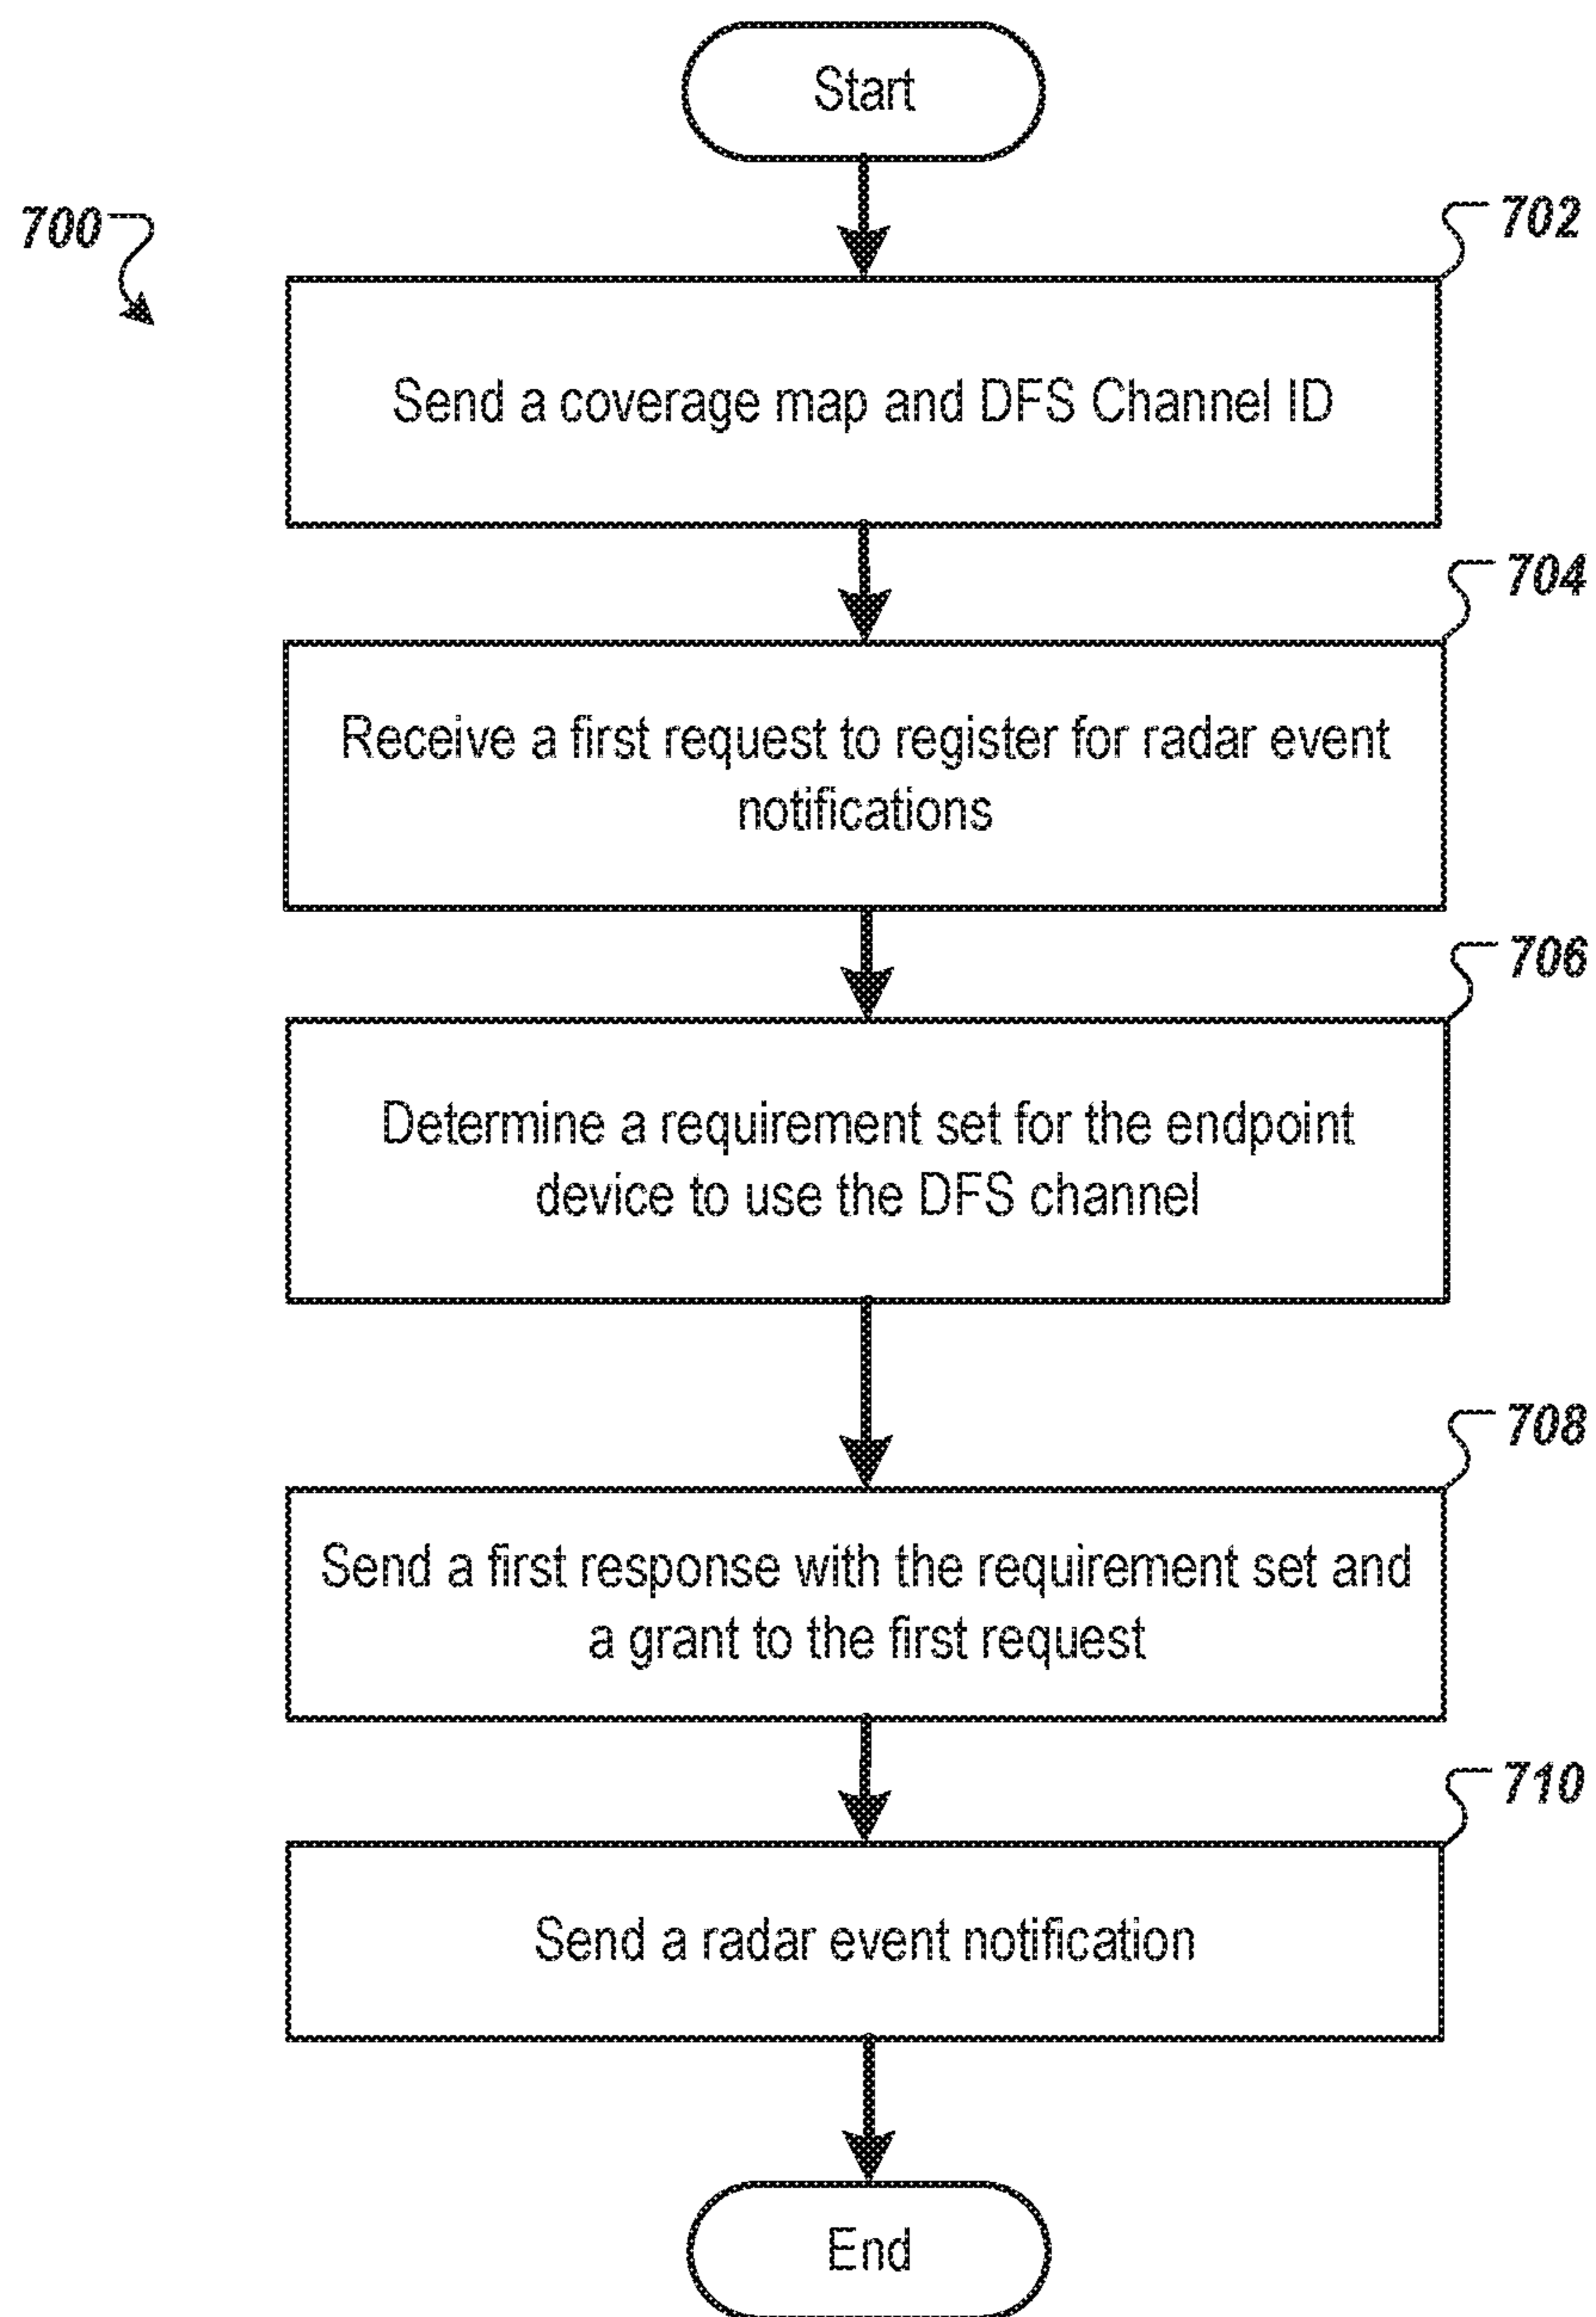 Start
700
702
Send a coverage map and DFS Channel ID
704
Receive a first request to register for radar event
notifications
706
Determine a requirement set for the endpoint
device to use the DFS channel
708
Send a first response with the requirement set and
a grant to the first request
710
Send a radar event notification
End